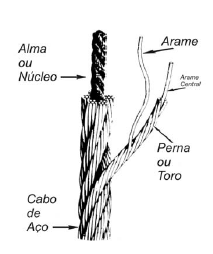 Alma
ou
Núcleo
Arame
Arame
Central
Perna
ou
Toro
Cabo
de
Aço